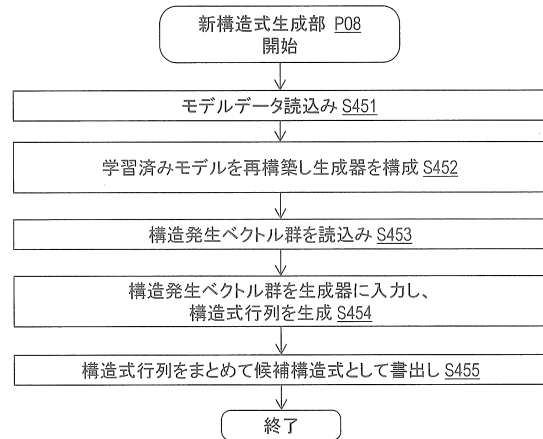 新構造式生成部 P08
開始
モデルデータ読込み S451
学習済みモデルを再構築し生成器を構成 S452
構造発生ベクトル群を読込み S453
構造発生ベクトル群を生成器に入力し、
構造式行列を生成 S454
構造式行列をまとめて候補構造式として書出し S455
終了